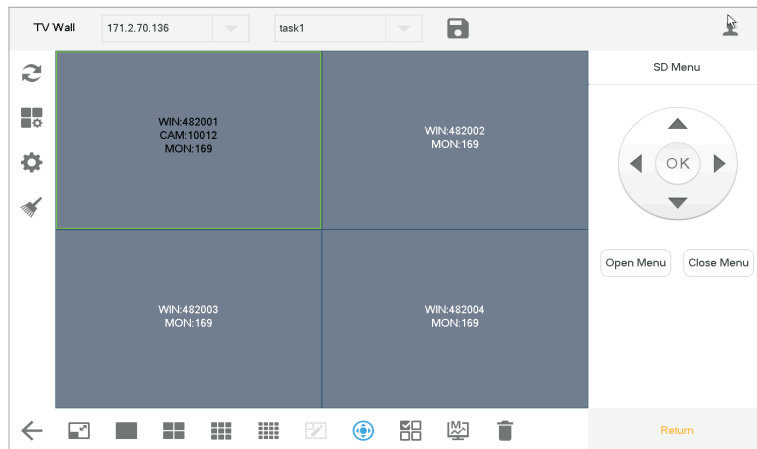 TV Wall
171.2.70.136
task1
SD Menu
WIN:482001
CAM:10012
MON:169
WIN:482002
MON:169
OK
Open Menu
Close Menu
WIN:482003
MON:169
WIN:482004
MON:169
M
Return